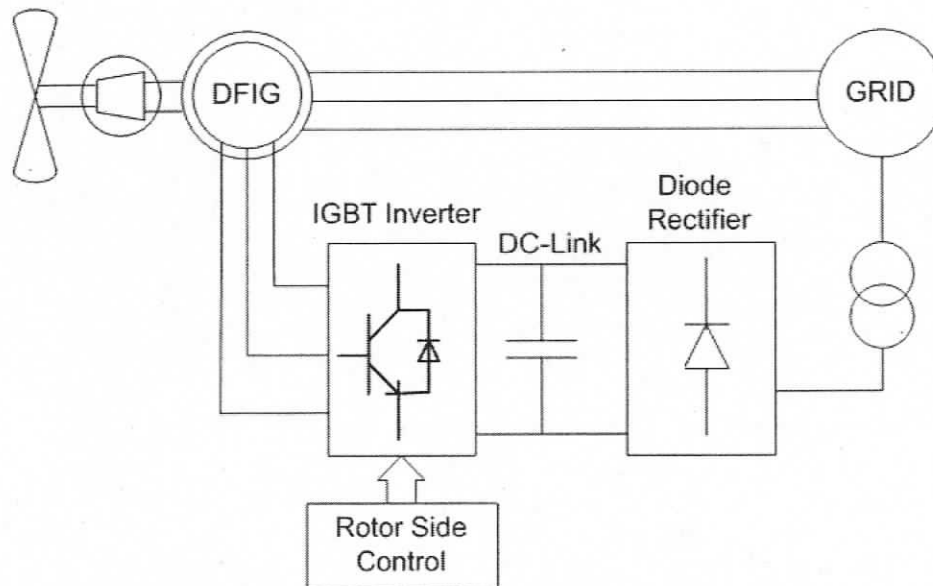 DFIG
GRID
Diode
Rectifier
IGBT Inverter
DC-Link
Rotor Side
Control